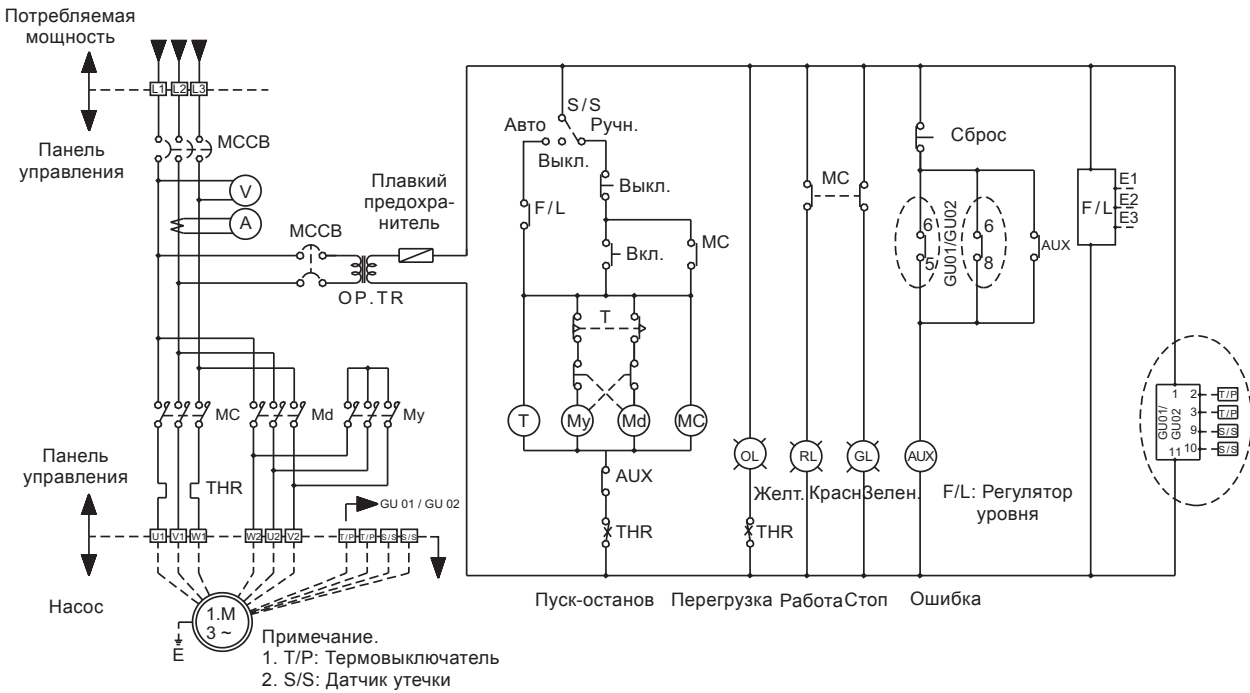 Потребляемая
мощность
L1 L2 L3
Панель
управления
MCCB
V
A
MCCB
Плавкий
предохра-
нитель
OP.TR
S/S
Авто
Ручн.
Выкл.
F/L
Выкл.
Вкл.
MC
T
T
My
Md
MC
AUX
THR
MC
OL
RL
GL
AUX
Желт.
Красн.
Зелен.
THR
Сброс
6
5
GU01/GU02
6
8
AUX
F/L
E1
E2
E3
F/L: Регулятор
уровня
GU01/
GU02
1
11
2
3
9
10
T/P
T/P
S/S
S/S
MC
Md
My
Панель
управления
THR
GU 01 / GU 02
U1 V1 W1 W2 U2 V2 T/P T/P S/S S/S
Насос
1.M
3 ~
E
Пуск-останов
Перегрузка
Работа
Стоп
Ошибка
Примечание.
1. T/P: Термовыключатель
2. S/S: Датчик утечки